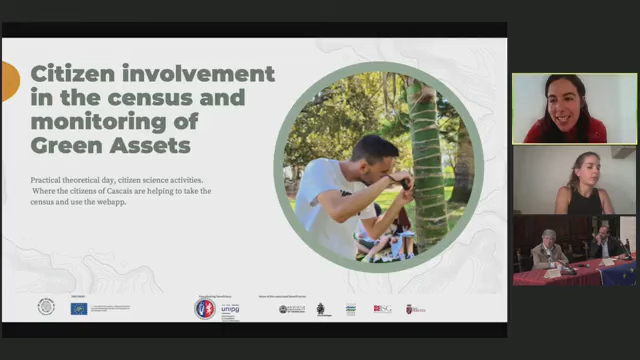 Citizen involvement
in the census and
monitoring of
Green Assets
Practical theoretical day, citizen science activities.
Where the citizens of Cascais are helping to take the
census and use the webapp.
unipg